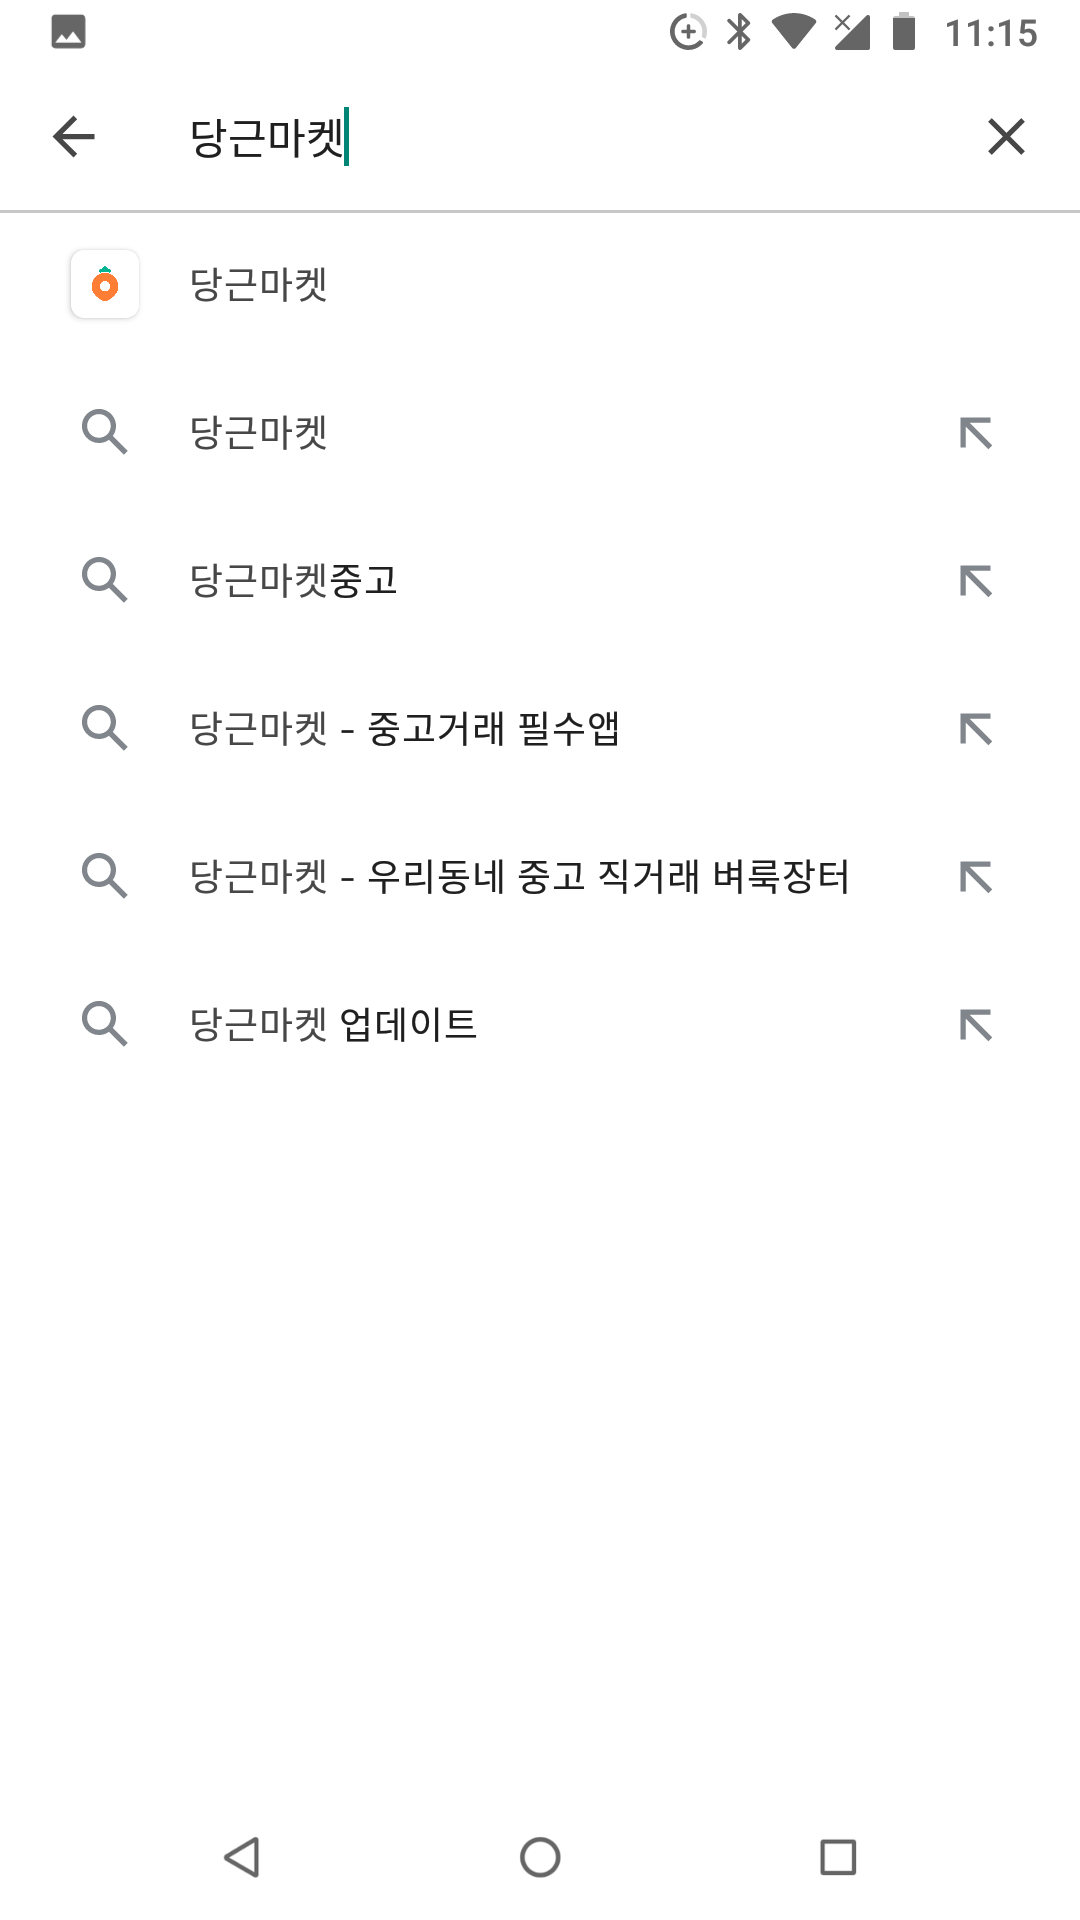 11:15
당근마켓
당근마켓
당근마켓
당근마켓중고
당근마켓 - 중고거래 필수앱
당근마켓 - 우리동네 중고 직거래 벼룩장터
당근마켓 업데이트